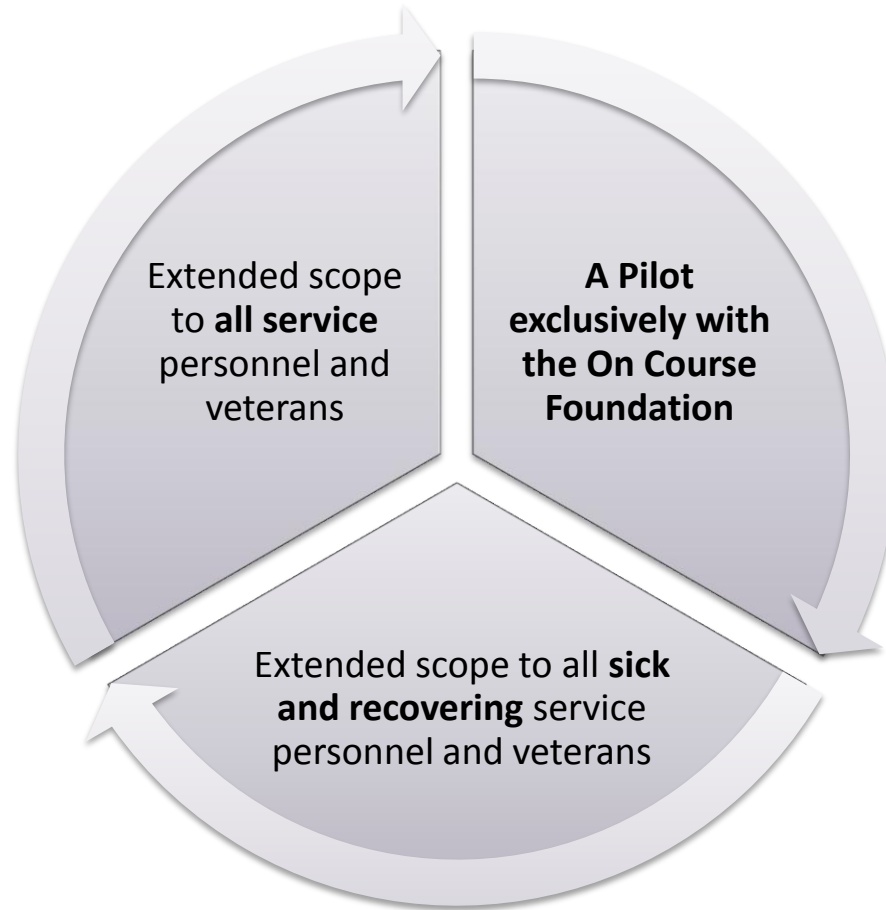 Extended scope
to all service
personnel and
veterans
A Pilot
exclusively with
the On Course
Foundation
Extended scope to all sick
and recovering service
personnel and veterans